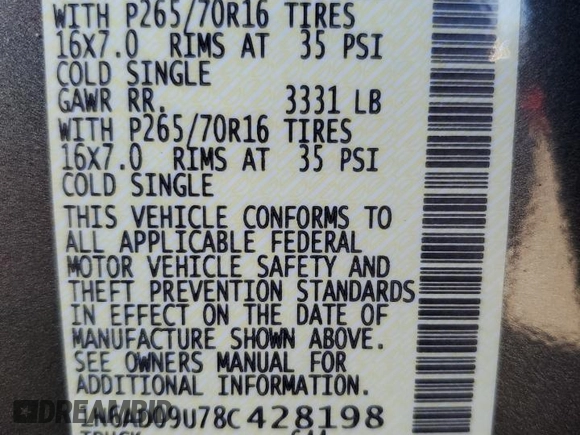 WITH P265/70R16 TIRES
16X7.0 RIMS AT 35 PSI
COLD SINGLE
GAWR RR. 3331 LB
WITH P265/70R16 TIRES
16X7.0 RIMS AT 35 PSI
COLD SINGLE
THIS VEHICLE CONFORMS TO
ALL APPLICABLE FEDERAL
MOTOR VEHICLE SAFETY AND
THEFT PREVENTION STANDARDS
IN EFFECT ON THE DATE OF
MANUFACTURE SHOWN ABOVE.
SEE OWNERS MANUAL FOR
ADDITIONAL INFORMATION.
1N6AD09U78C428198
DREAMBID
TRUCK